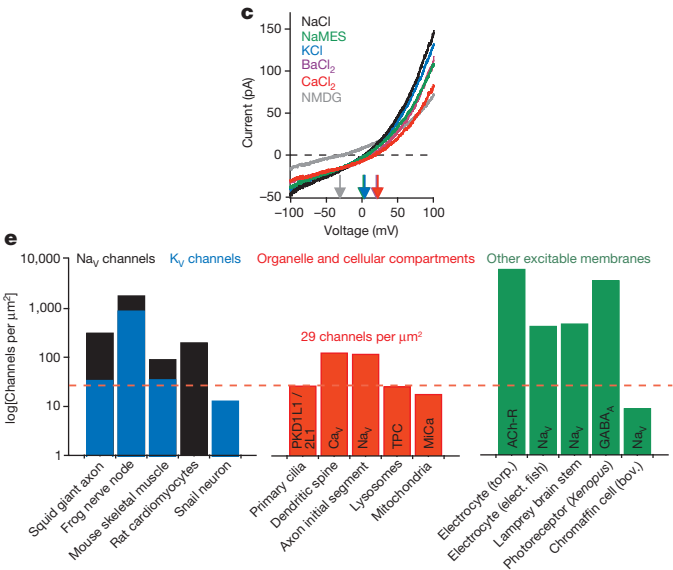 c
NaCl
NaMES
KCl
BaCl2
CaCl2
NMDG
Current (pA)
150
100
50
0
–50
–100
–50
0
50
100
Voltage (mV)
e
NaV channels
KV channels
Organelle and cellular compartments
Other excitable membranes
log[Channels per μm2]
10,000
1,000
100
10
1
29 channels per μm2
PKD1L1 /
2L1
CaV
NaV
TPC
MiCa
ACh-R
NaV
NaV
GABAA
NaV
Squid giant axon
Frog nerve node
Mouse skeletal muscle
Rat cardiomyocytes
Snail neuron
Primary cilia
Dendritic spine
Axon initial segment
Lysosomes
Mitochondria
Electrocyte (torp.)
Electrocyte (elect. fish)
Lamprey brain stem
Photoreceptor (Xenopus)
Chromaffin cell (bov.)